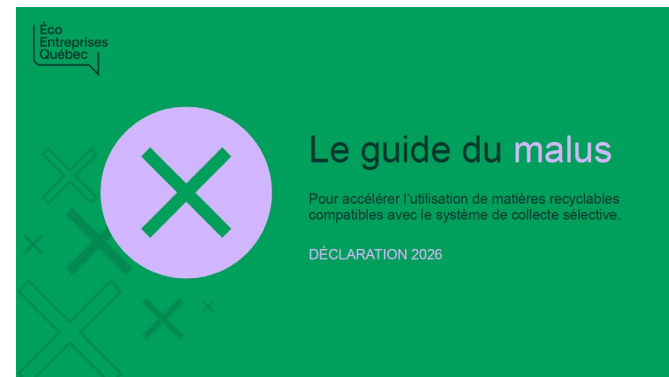 Éco
Entreprises
Québec
Le guide du malus
Pour accélérer l'utilisation de matières recyclables
compatibles avec le système de collecte sélective.
DÉCLARATION 2026